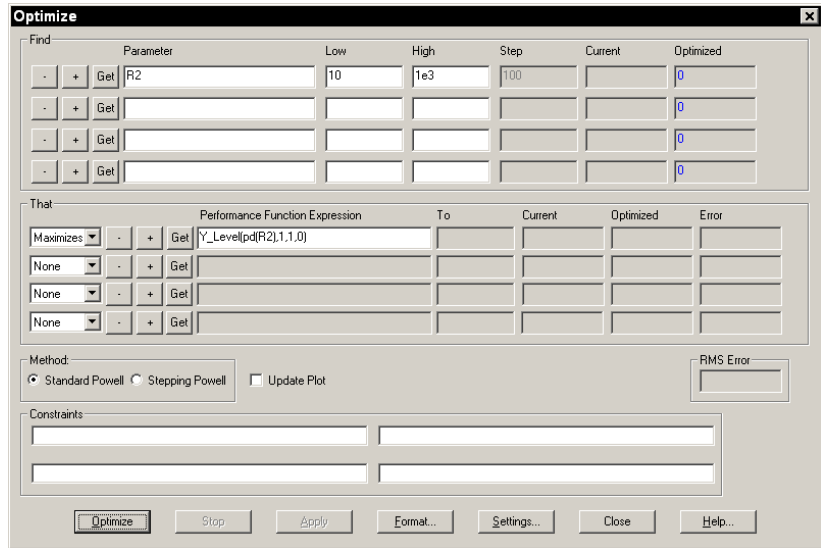 Optimize
Find
Parameter Low High Step Current Optimized
- + Get R2 10 1e3 100 0
- + Get 0
- + Get 0
- + Get 0
That
Performance Function Expression To Current Optimized Error
Maximizes - + Get Y_Level(pd(R2),1,1,0)
None - + Get
None - + Get
None - + Get
Method: RMS Error
Standard Powell Stepping Powell Update Plot
Constraints
Optimize Stop Apply Format... Settings... Close Help...